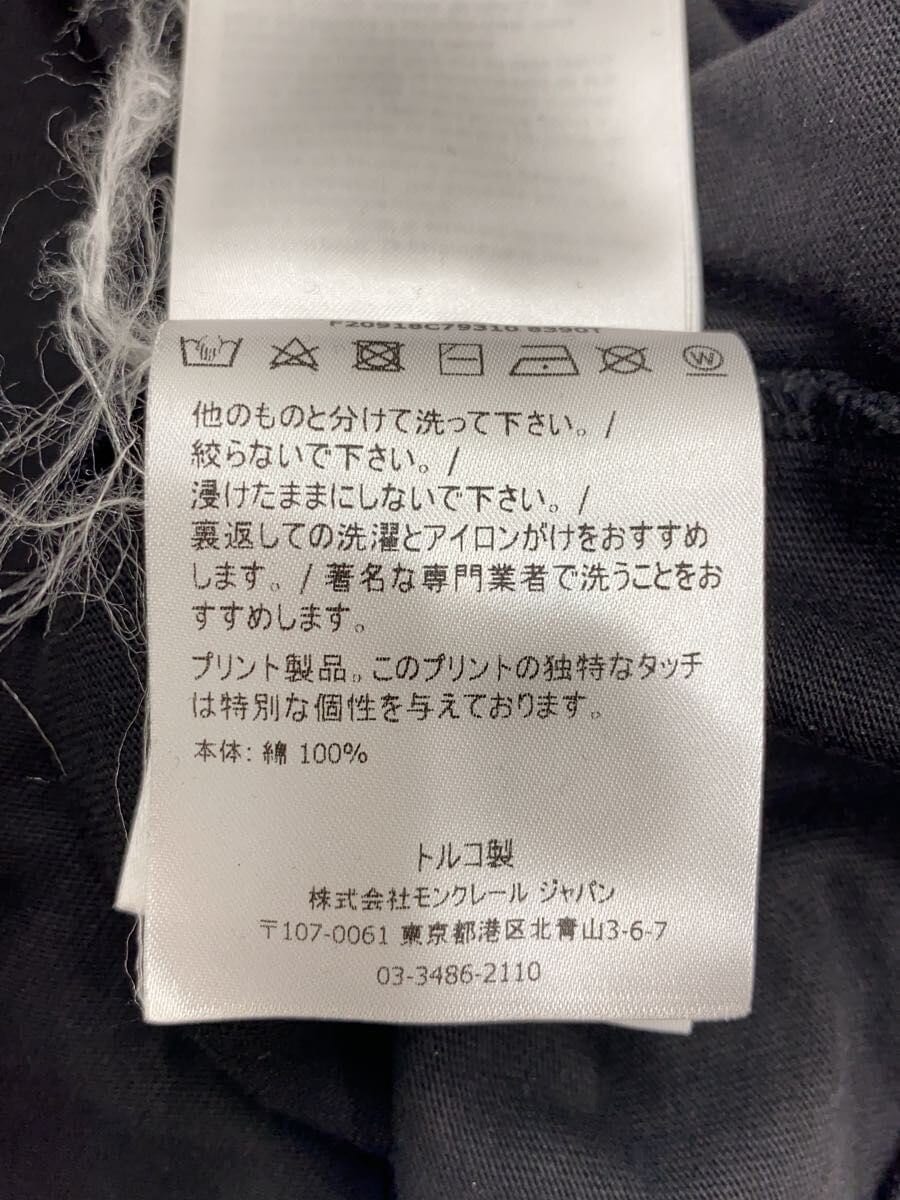 F20918C79310 8390T
W
他のものと分けて洗って下さい。/
絞らないで下さい。/
浸けたままにしないで下さい。/
裏返しての洗濯とアイロンがけをおすすめ
します。/ 著名な専門業者で洗うことをお
すすめします。
プリント製品。このプリントの独特なタッチ
は特別な個性を与えております。
本体: 綿 100%
トルコ製
株式会社モンクレール ジャパン
〒107-0061 東京都港区北青山3-6-7
03-3486-2110